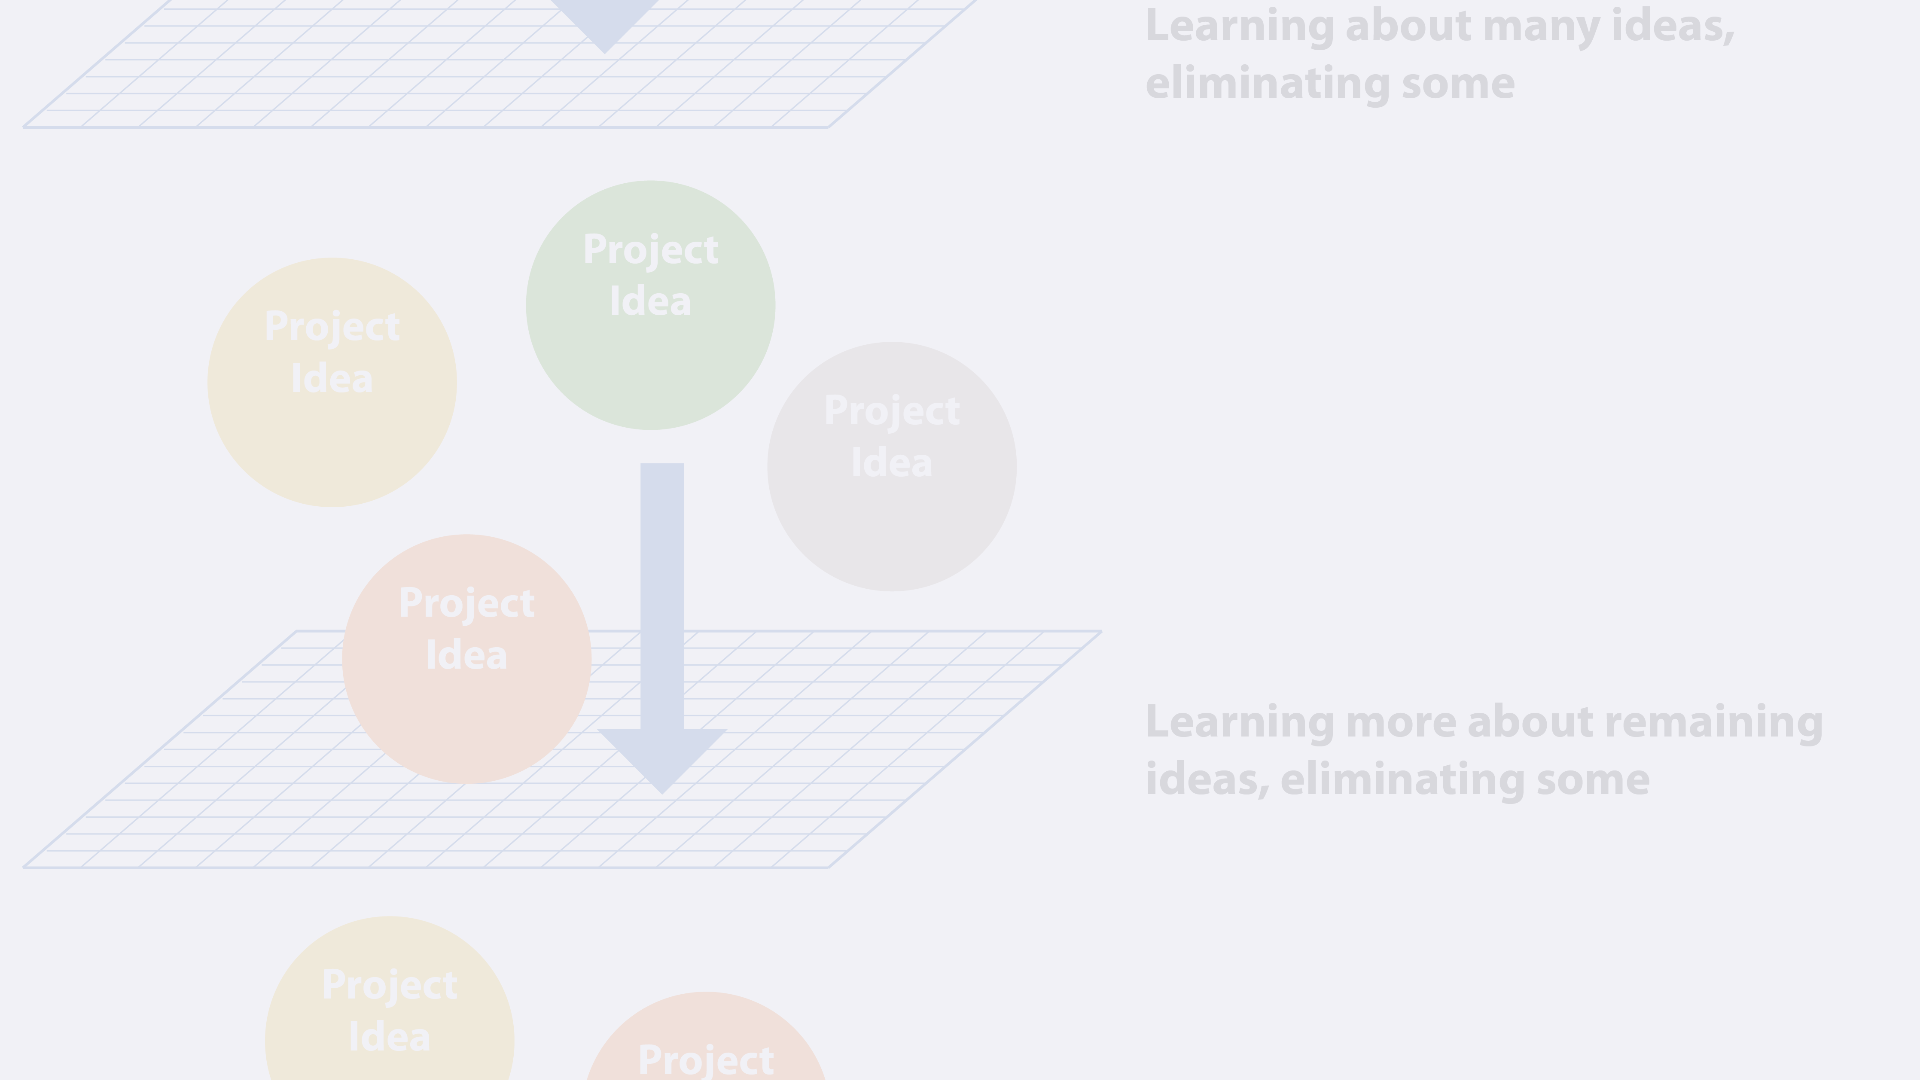 Learning about many ideas,
eliminating some
Project
Idea
Project
Idea
Project
Idea
Project
Idea
Learning more about remaining
ideas, eliminating some
Project
Idea
Project